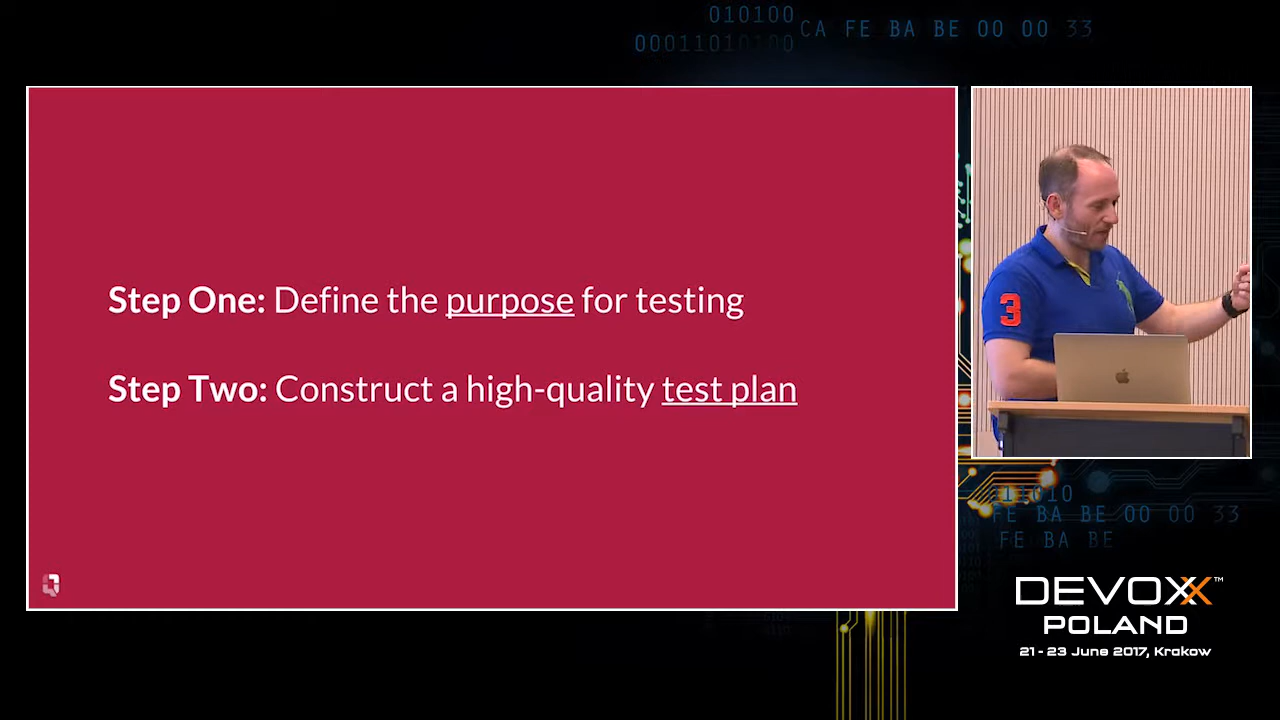 010100
00011010100
CA FE BA BE 00 00 33
Step One: Define the purpose for testing
Step Two: Construct a high-quality test plan
3
FE BA BE 00 00 33
FE BA BE
DEVOXX™
POLAND
21 - 23 June 2017, Krakow